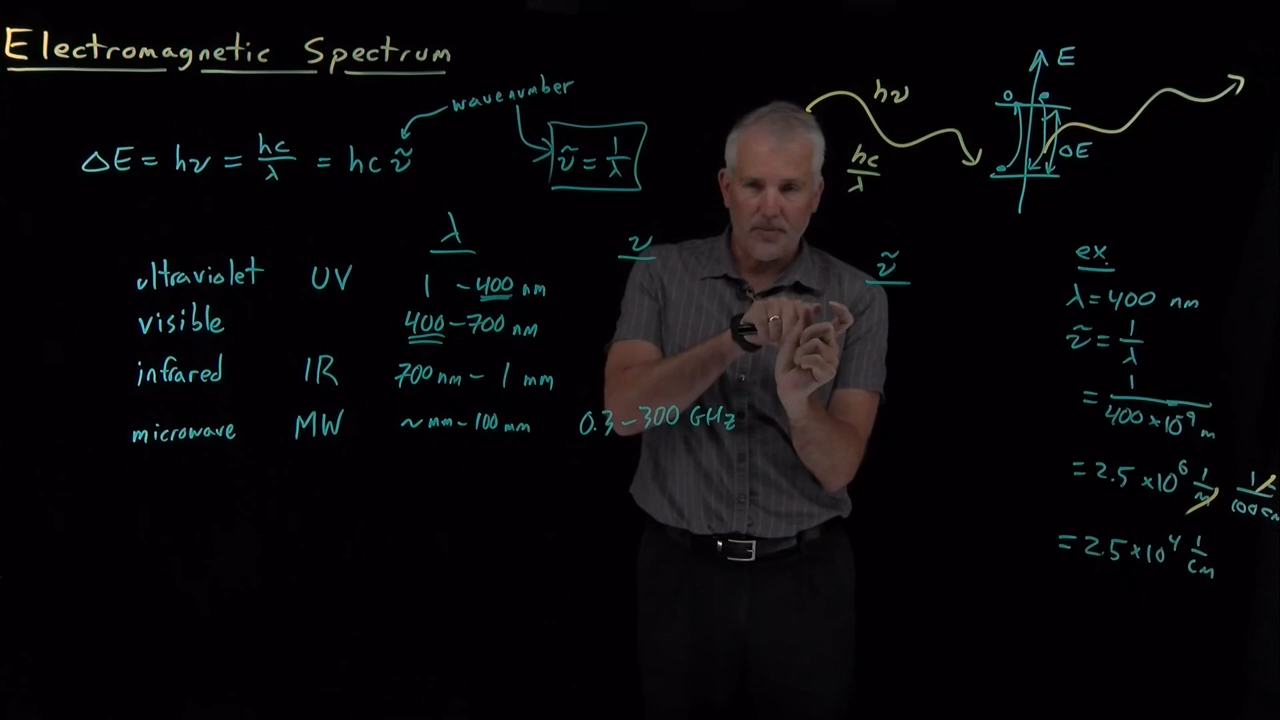 Electromagnetic Spectrum
wavenumber
ΔE = hν = hc/λ = hc ν̃
ν̃ = 1/λ
hν
hc/λ
E
ΔE
λ
ν
ν̃
ultraviolet UV 1 - 400 nm
visible 400 - 700 nm
infrared IR 700 nm - 1 mm
microwave MW ~ mm - 100 mm 0.3 - 300 GHz
ex.
λ = 400 nm
ν̃ = 1/λ
= 1/400 × 10⁻⁹ m
= 2.5 × 10⁶ 1/m 1 m/100 cm
= 2.5 × 10⁴ 1/cm